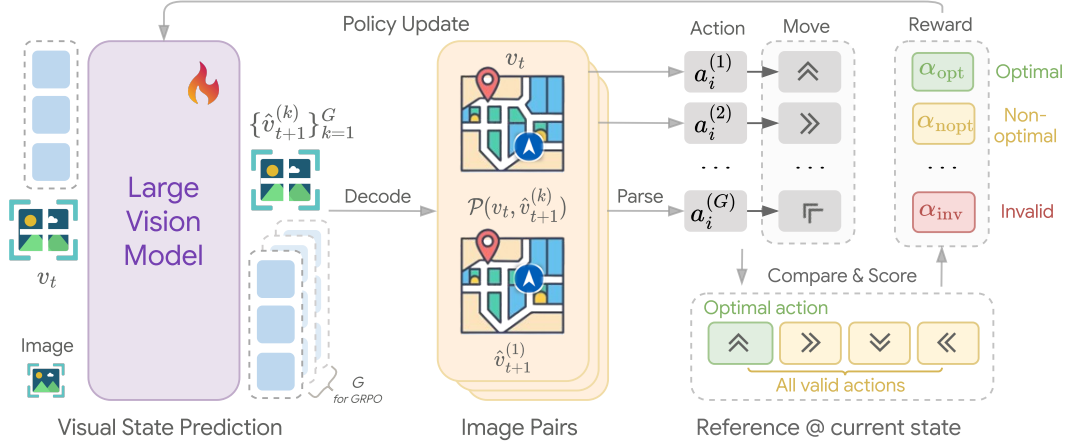 Policy Update
Action
Move
Reward
v_t
{v̂_{t+1}^{(k)}}_{k=1}^{G}
Large
Vision
Model
Decode
v_t
P(v_t, v̂_{t+1}^{(k)})
v̂_{t+1}^{(1)}
Parse
a_i^{(1)}
a_i^{(2)}
...
...
a_i^{(G)}
α_opt
Optimal
α_nopt
Non-
optimal
...
α_inv
Invalid
Compare & Score
Optimal action
All valid actions
Image
G
for GRPO
Visual State Prediction
Image Pairs
Reference @ current state